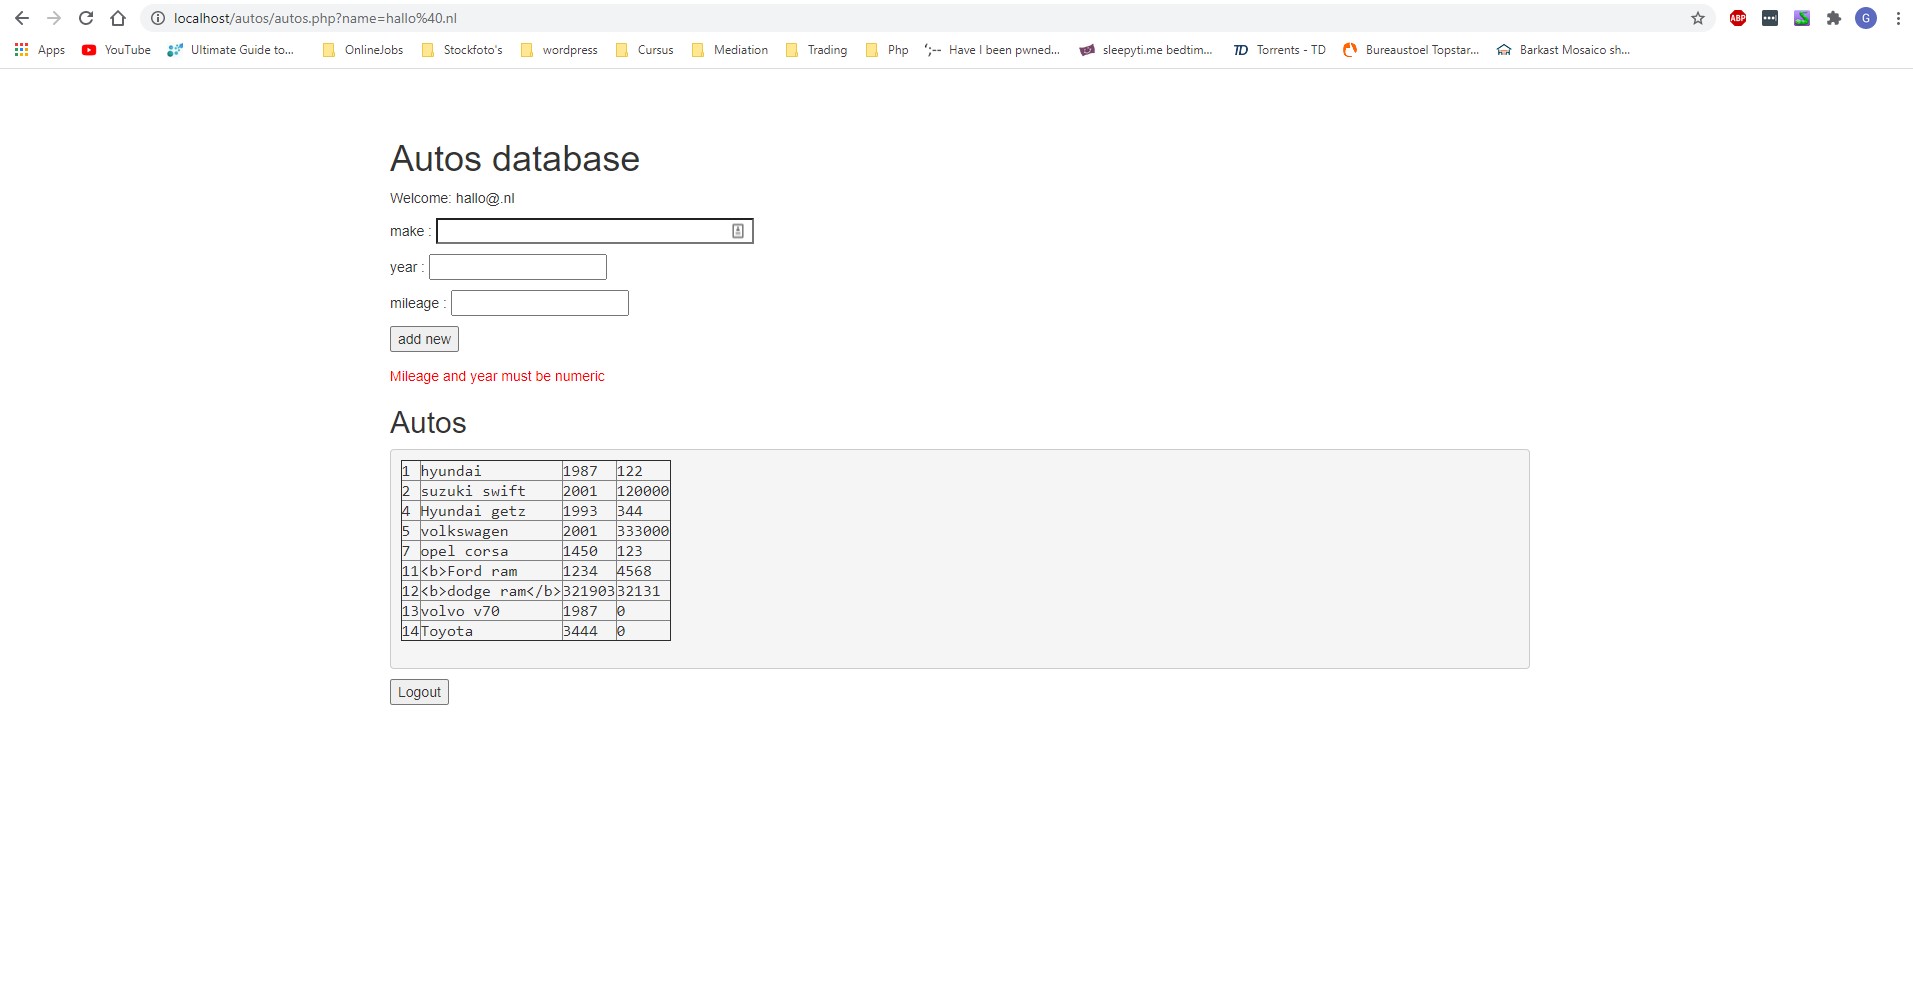 localhost/autos/autos.php?name=hallo%40.nl
ABP
G
Apps YouTube Ultimate Guide to... OnlineJobs Stockfoto's wordpress Cursus Mediation Trading Php Have I been pwned... sleepyti.me bedtim... TD Torrents - TD Bureaustoel Topstar... Barkast Mosaico sh...
Autos database
Welcome: hallo@.nl
make :
year :
mileage :
add new
Mileage and year must be numeric
Autos
1 hyundai 1987 122
2 suzuki swift 2001 120000
4 Hyundai getz 1993 344
5 volkswagen 2001 333000
7 opel corsa 1450 123
11 <b>Ford ram 1234 4568
12 <b>dodge ram</b> 321903 32131
13 volvo v70 1987 0
14 Toyota 3444 0
Logout